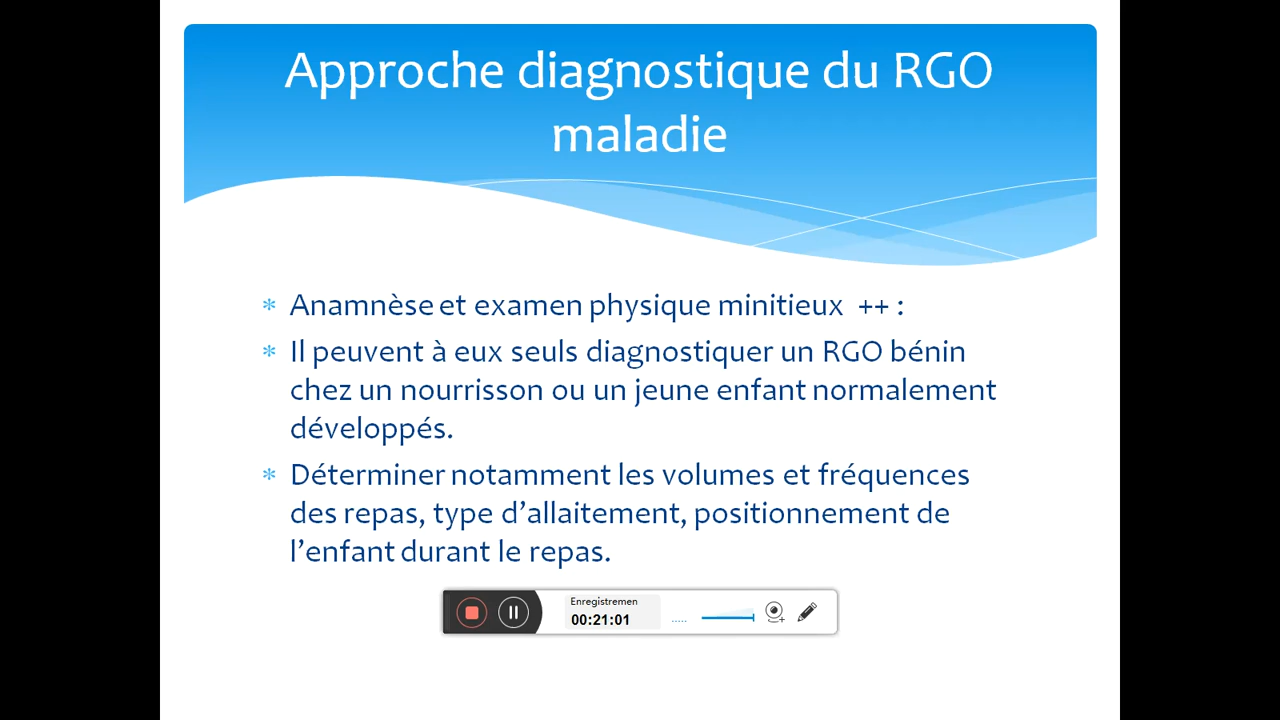 Approche diagnostique du RGO
maladie
* Anamnèse et examen physique minitieux ++ :
* Il peuvent à eux seuls diagnostiquer un RGO bénin
chez un nourrisson ou un jeune enfant normalement
développés.
* Déterminer notamment les volumes et fréquences
des repas, type d’allaitement, positionnement de
l’enfant durant le repas.
Enregistremen
00:21:01